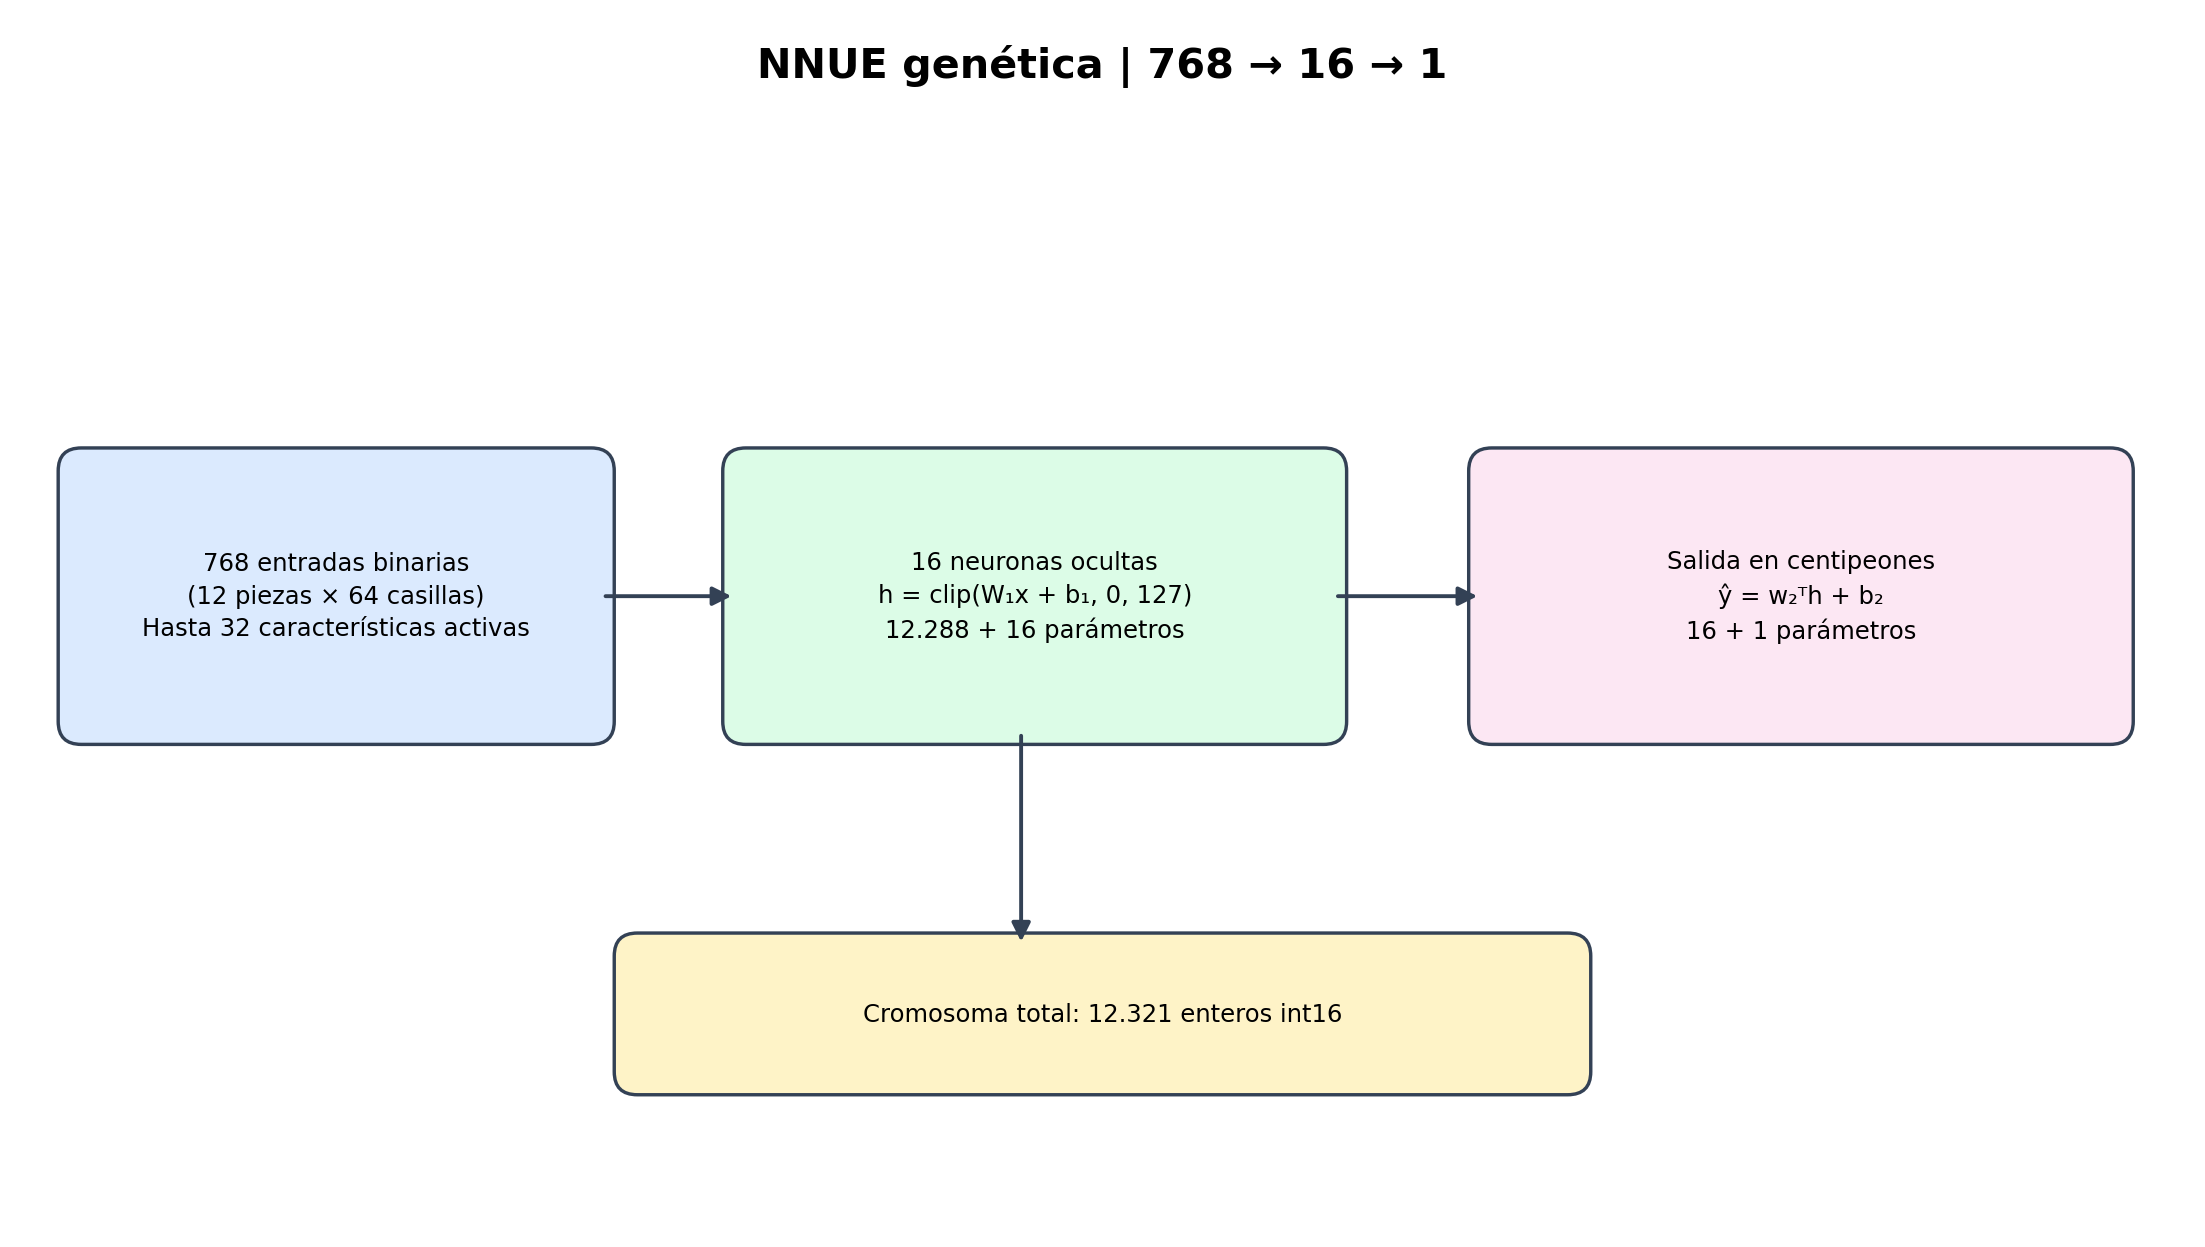 NNUE genética | 768 → 16 → 1
768 entradas binarias
(12 piezas × 64 casillas)
Hasta 32 características activas
16 neuronas ocultas
h = clip(W₁x + b₁, 0, 127)
12.288 + 16 parámetros
Salida en centipeones
ŷ = w₂ᵀh + b₂
16 + 1 parámetros
Cromosoma total: 12.321 enteros int16